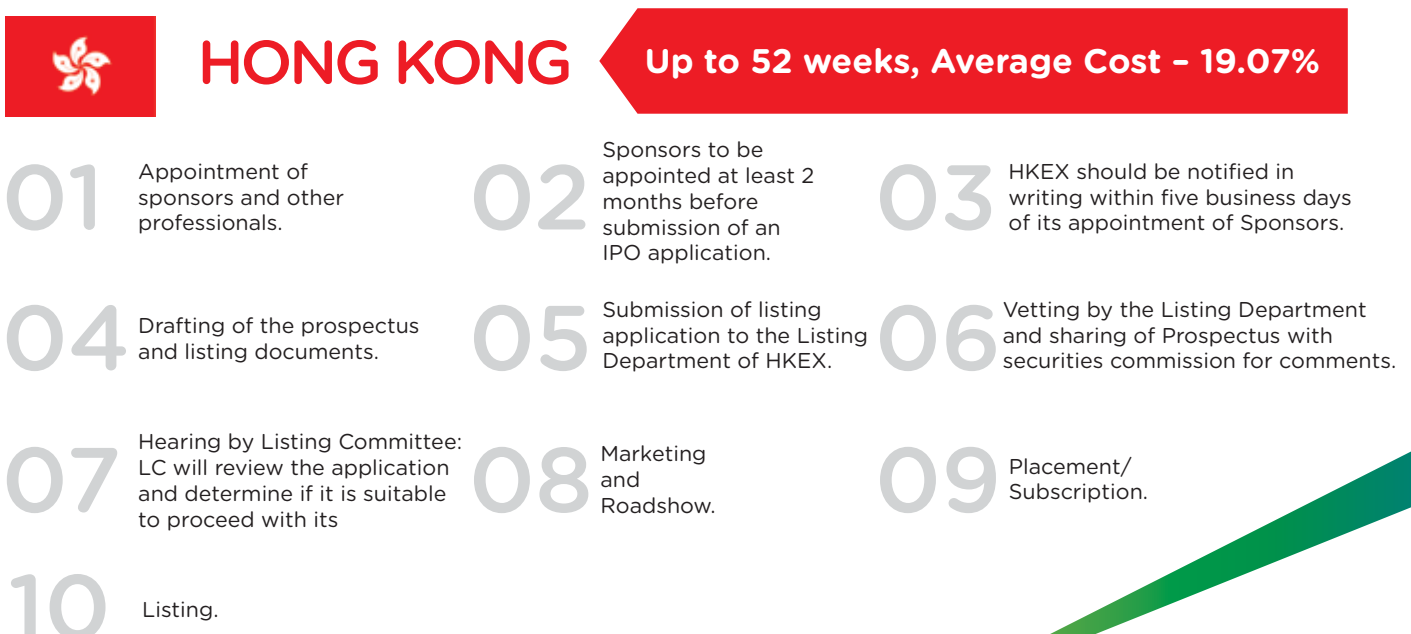 HONG KONG
Up to 52 weeks, Average Cost – 19.07%
01
Appointment of
sponsors and other
professionals.
02
Sponsors to be
appointed at least 2
months before
submission of an
IPO application.
03
HKEX should be notified in
writing within five business days
of its appointment of Sponsors.
04
Drafting of the prospectus
and listing documents.
05
Submission of listing
application to the Listing
Department of HKEX.
06
Vetting by the Listing Department
and sharing of Prospectus with
securities commission for comments.
07
Hearing by Listing Committee:
LC will review the application
and determine if it is suitable
to proceed with its
08
Marketing
and
Roadshow.
09
Placement/
Subscription.
10
Listing.